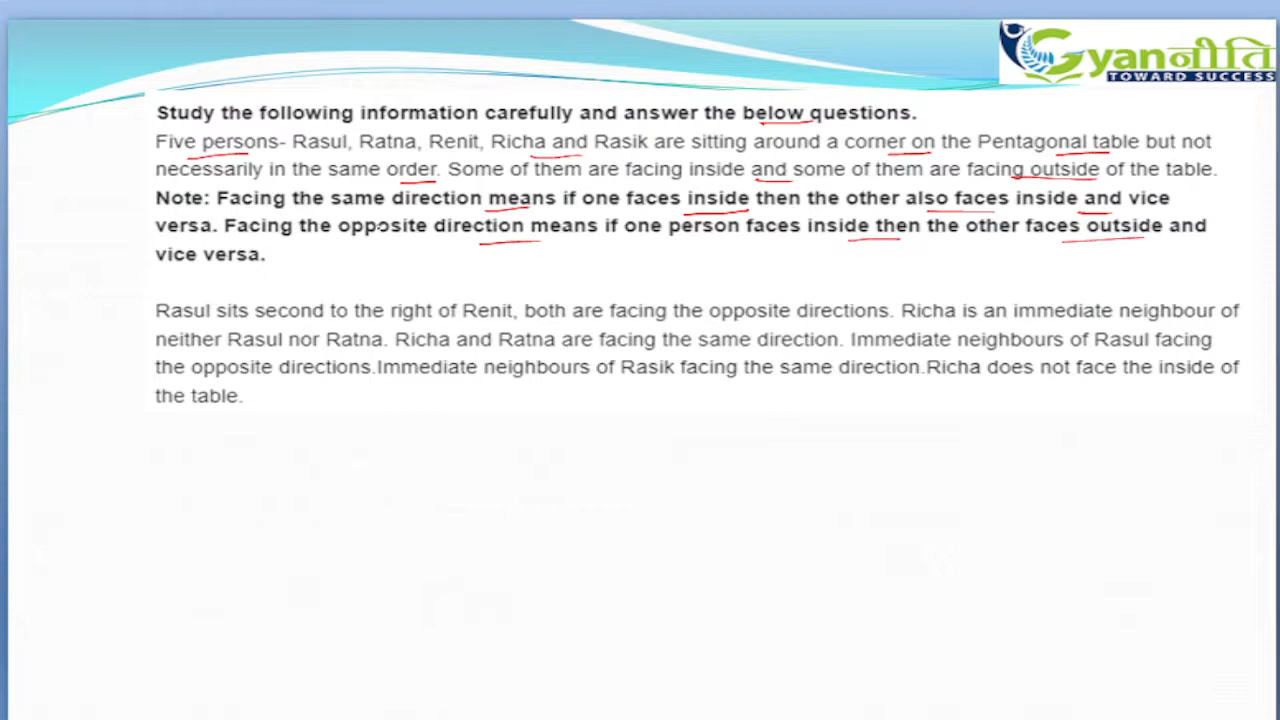 Gyanनीति
TOWARD SUCCESS
Study the following information carefully and answer the below questions.
Five persons- Rasul, Ratna, Renit, Richa and Rasik are sitting around a corner on the Pentagonal table but not
necessarily in the same order. Some of them are facing inside and some of them are facing outside of the table.
Note: Facing the same direction means if one faces inside then the other also faces inside and vice
versa. Facing the opposite direction means if one person faces inside then the other faces outside and
vice versa.
Rasul sits second to the right of Renit, both are facing the opposite directions. Richa is an immediate neighbour of
neither Rasul nor Ratna. Richa and Ratna are facing the same direction. Immediate neighbours of Rasul facing
the opposite directions.Immediate neighbours of Rasik facing the same direction.Richa does not face the inside of
the table.